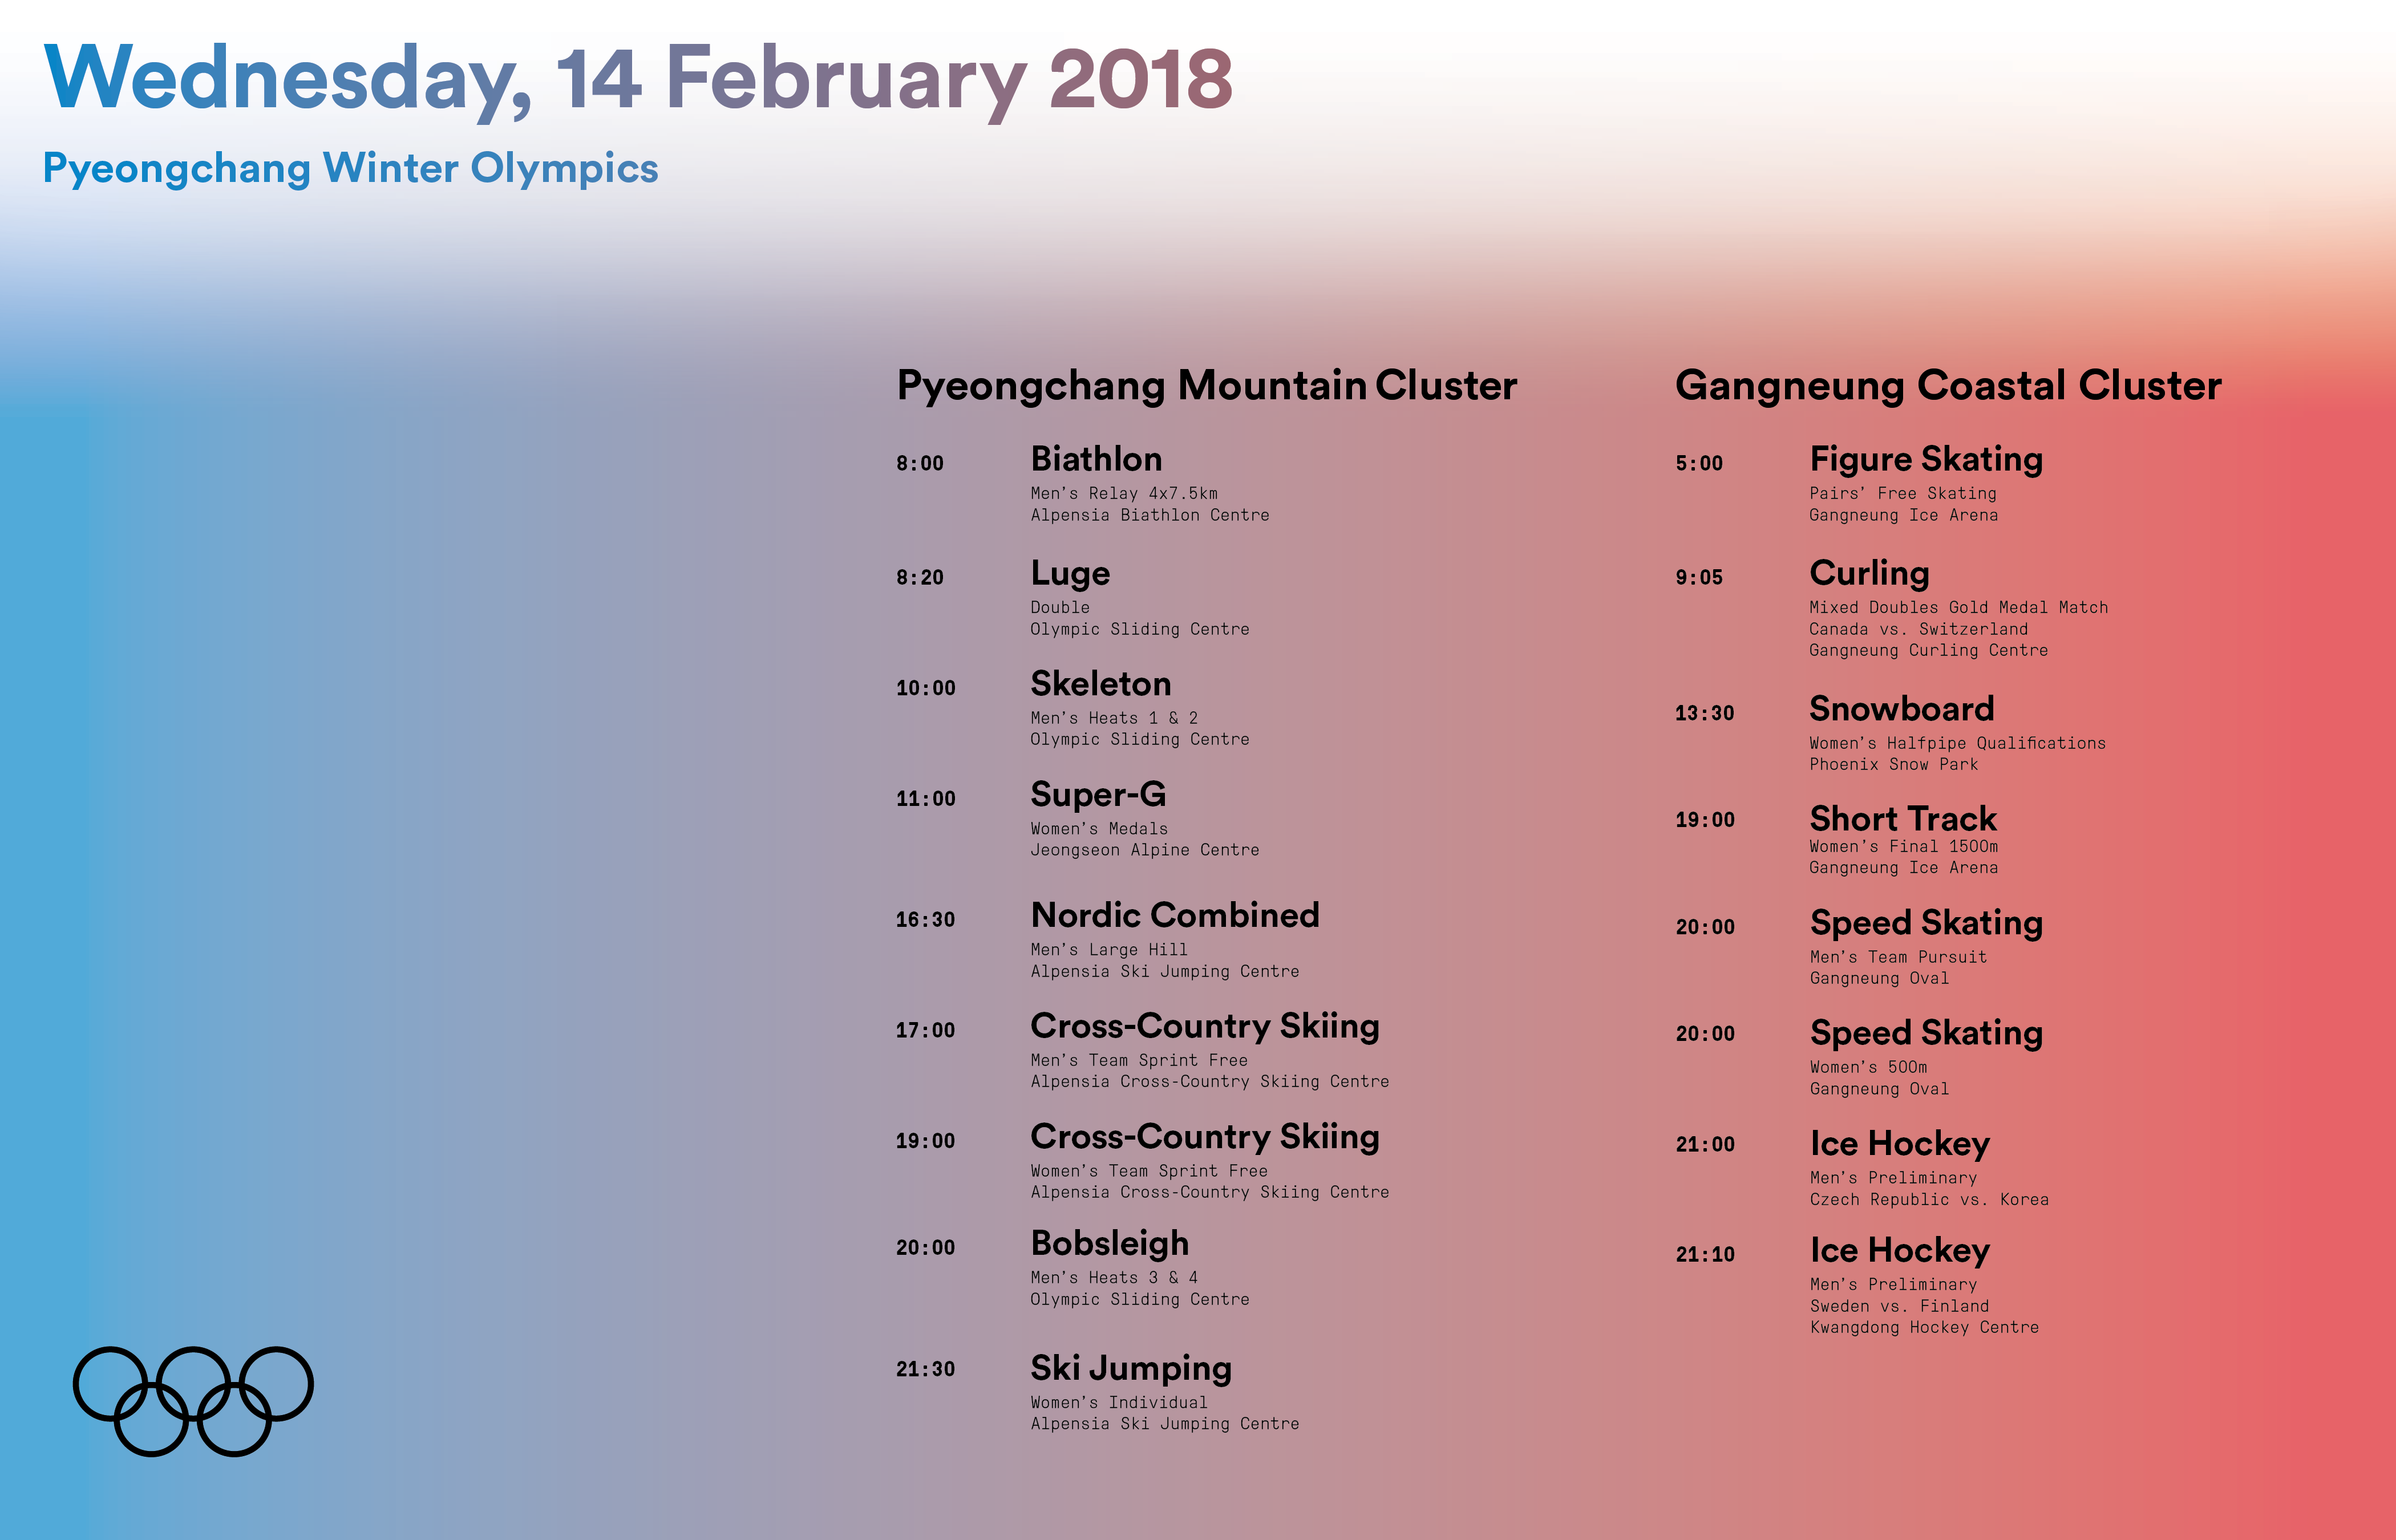 Wednesday, 14 February 2018
Pyeongchang Winter Olympics
Pyeongchang Mountain Cluster
8:00
Biathlon
Men’s Relay 4x7.5km
Alpensia Biathlon Centre
8:20
Luge
Double
Olympic Sliding Centre
10:00
Skeleton
Men’s Heats 1 & 2
Olympic Sliding Centre
11:00
Super-G
Women’s Medals
Jeongseon Alpine Centre
16:30
Nordic Combined
Men’s Large Hill
Alpensia Ski Jumping Centre
17:00
Cross-Country Skiing
Men’s Team Sprint Free
Alpensia Cross-Country Skiing Centre
19:00
Cross-Country Skiing
Women’s Team Sprint Free
Alpensia Cross-Country Skiing Centre
20:00
Bobsleigh
Men’s Heats 3 & 4
Olympic Sliding Centre
21:30
Ski Jumping
Women’s Individual
Alpensia Ski Jumping Centre
Gangneung Coastal Cluster
5:00
Figure Skating
Pairs’ Free Skating
Gangneung Ice Arena
9:05
Curling
Mixed Doubles Gold Medal Match
Canada vs. Switzerland
Gangneung Curling Centre
13:30
Snowboard
Women’s Halfpipe Qualifications
Phoenix Snow Park
19:00
Short Track
Women’s Final 1500m
Gangneung Ice Arena
20:00
Speed Skating
Men’s Team Pursuit
Gangneung Oval
20:00
Speed Skating
Women’s 500m
Gangneung Oval
21:00
Ice Hockey
Men’s Preliminary
Czech Republic vs. Korea
21:10
Ice Hockey
Men’s Preliminary
Sweden vs. Finland
Kwangdong Hockey Centre